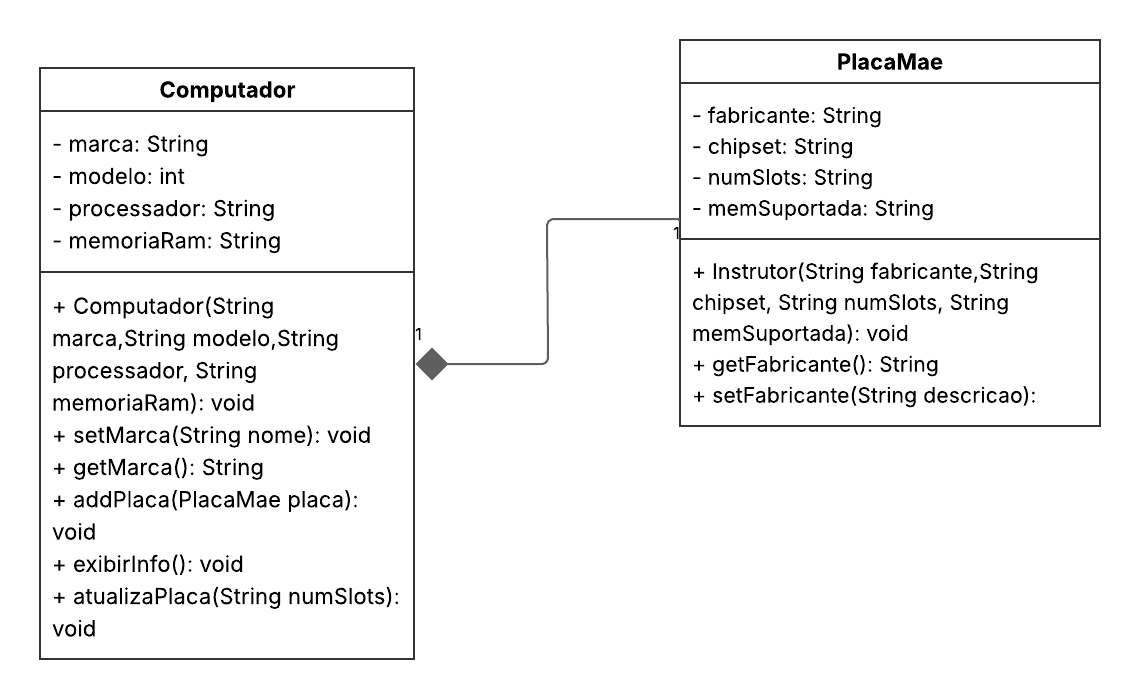 Computador
- marca: String
- modelo: int
- processador: String
- memoriaRam: String
+ Computador(String
marca,String modelo,String
processador, String
memoriaRam): void
+ setMarca(String nome): void
+ getMarca(): String
+ addPlaca(PlacaMae placa):
void
+ exibirInfo(): void
+ atualizaPlaca(String numSlots):
void
1
1
PlacaMae
- fabricante: String
- chipset: String
- numSlots: String
- memSuportada: String
+ Instrutor(String fabricante,String
chipset, String numSlots, String
memSuportada): void
+ getFabricante(): String
+ setFabricante(String descricao):